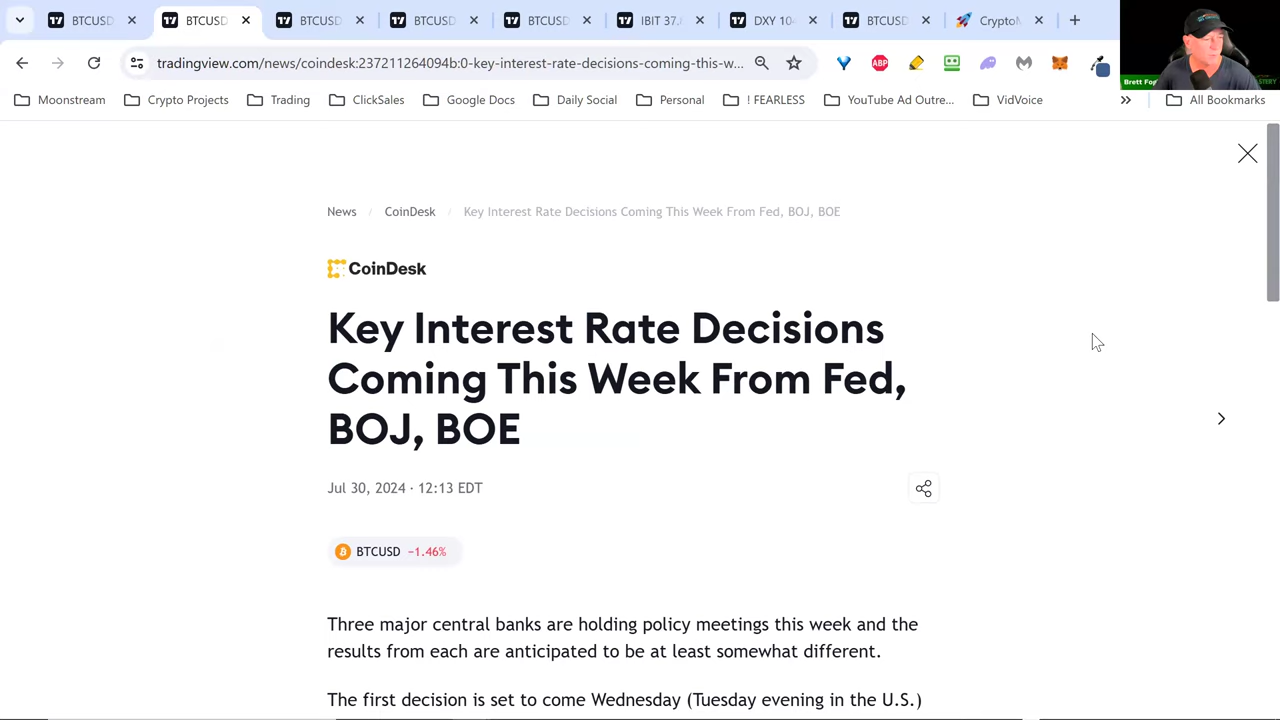 BTCUSD
BTCUSD
BTCUSD
BTCUSD
BTCUSD
IBIT 37.
DXY 104
BTCUSD
Crypto
tradingview.com/news/coindesk:237211264094b:0-key-interest-rate-decisions-coming-this-w...
ABP
Brett
Moonstream
Crypto Projects
Trading
ClickSales
Google Docs
Daily Social
Personal
! FEARLESS
YouTube Ad Outre...
VidVoice
All Bookmarks
News / CoinDesk / Key Interest Rate Decisions Coming This Week From Fed, BOJ, BOE
CoinDesk
Key Interest Rate Decisions
Coming This Week From Fed,
BOJ, BOE
Jul 30, 2024 · 12:13 EDT
BTCUSD −1.46%
Three major central banks are holding policy meetings this week and the
results from each are anticipated to be at least somewhat different.
The first decision is set to come Wednesday (Tuesday evening in the U.S.)